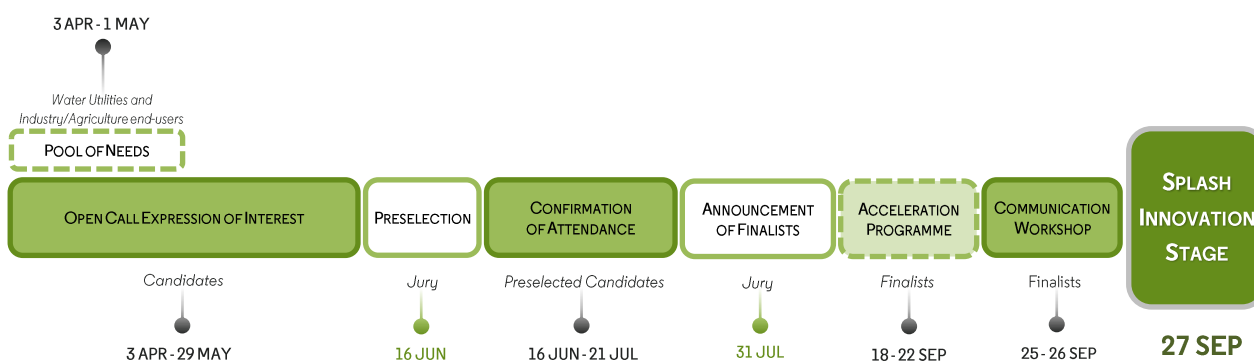 3 APR - 1 MAY
Water Utilities and
Industry/Agriculture end-users
POOL OF NEEDS
OPEN CALL EXPRESSION OF INTEREST
PRESELECTION
CONFIRMATION
OF ATTENDANCE
ANNOUNCEMENT
OF FINALISTS
ACCELERATION
PROGRAMME
COMMUNICATION
WORKSHOP
SPLASH
INNOVATION
STAGE
Candidates
Jury
Preselected Candidates
Jury
Finalists
Finalists
3 APR - 29 MAY
16 JUN
16 JUN - 21 JUL
31 JUL
18 - 22 SEP
25 - 26 SEP
27 SEP